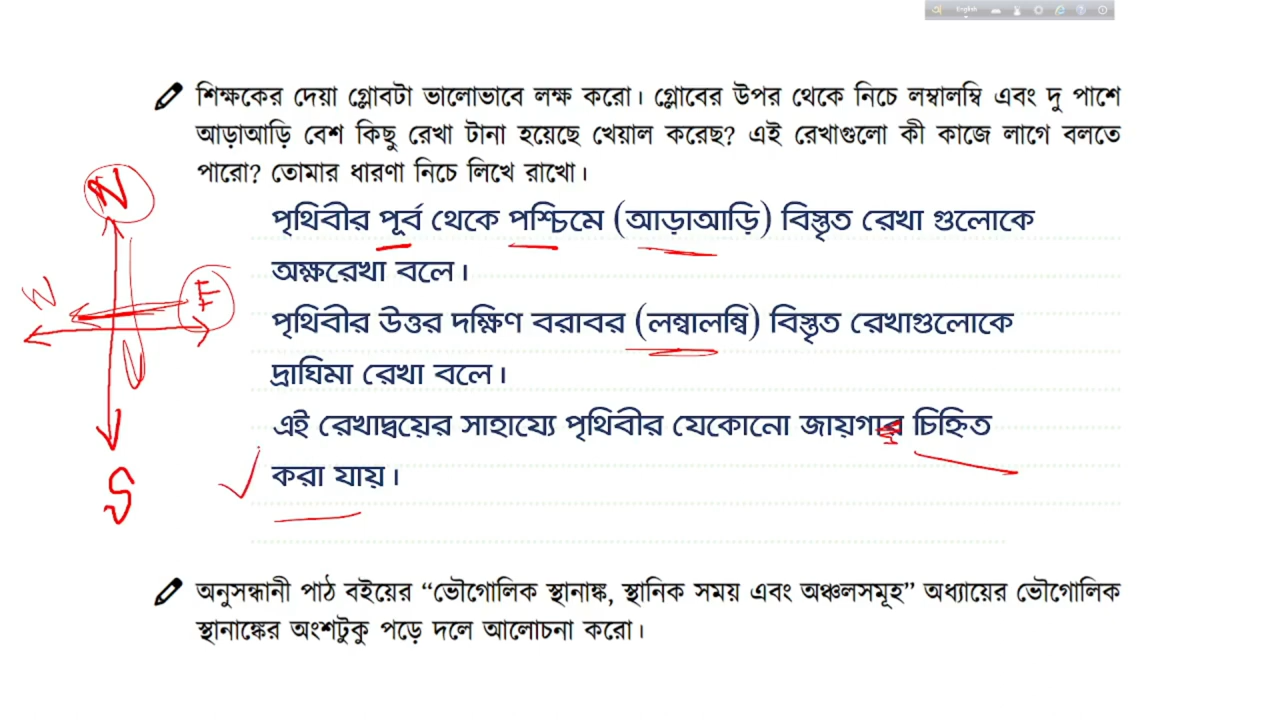 English
শিক্ষকের দেয়া গ্লোবটা ভালোভাবে লক্ষ করো। গ্লোবের উপর থেকে নিচে লম্বালম্বি এবং দু পাশে
আড়াআড়ি বেশ কিছু রেখা টানা হয়েছে খেয়াল করেছ? এই রেখাগুলো কী কাজে লাগে বলতে
পারো? তোমার ধারণা নিচে লিখে রাখো।
পৃথিবীর পূর্ব থেকে পশ্চিমে (আড়াআড়ি) বিস্তৃত রেখা গুলোকে
অক্ষরেখা বলে।
পৃথিবীর উত্তর দক্ষিণ বরাবর (লম্বালম্বি) বিস্তৃত রেখাগুলোকে
দ্রাঘিমা রেখা বলে।
এই রেখাদ্বয়ের সাহায্যে পৃথিবীর যেকোনো জায়গার চিহ্নিত
করা যায়।
N
W
E
S
অনুসন্ধানী পাঠ বইয়ের “ভৌগোলিক স্থানাঙ্ক, স্থানিক সময় এবং অঞ্চলসমূহ” অধ্যায়ের ভৌগোলিক
স্থানাঙ্কের অংশটুকু পড়ে দলে আলোচনা করো।